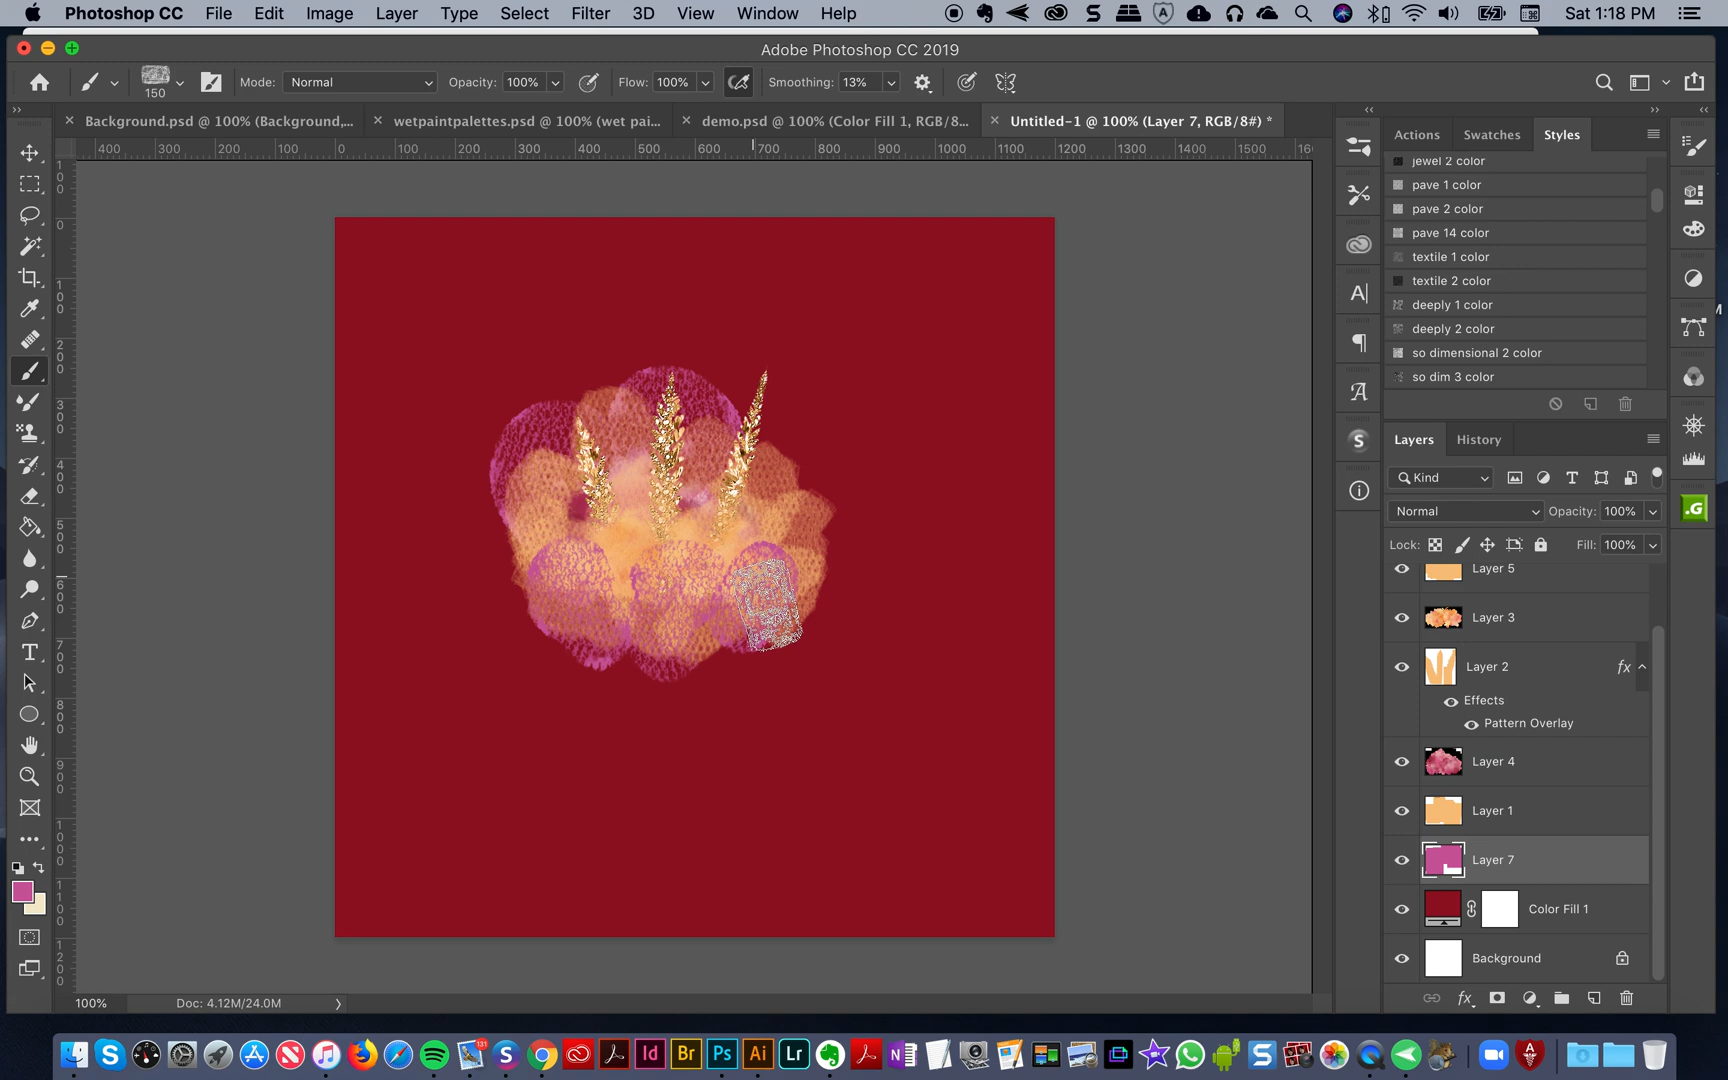 Photoshop CC File Edit Image Layer Type Select Filter 3D View Window Help Sat 1:18 PM
Adobe Photoshop CC 2019
150 Mode: Normal Opacity: 100% Flow: 100% Smoothing: 13%
Background.psd @ 100% (Background,... wetpaintpalettes.psd @ 100% (wet pai... demo.psd @ 100% (Color Fill 1, RGB/8... Untitled-1 @ 100% (Layer 7, RGB/8#) *
400 300 200 100 0 100 200 300 400 500 600 700 800 900 1000 1100 1200 1300 1400 1500
Actions Swatches Styles
jewel 2 color
pave 1 color
pave 2 color
pave 14 color
textile 1 color
textile 2 color
deeply 1 color
deeply 2 color
so dimensional 2 color
so dim 3 color
Layers History
Kind
Normal Opacity: 100%
Lock: Fill: 100%
Layer 5
Layer 3
Layer 2 fx
Effects
Pattern Overlay
Layer 4
Layer 1
Layer 7
Color Fill 1
Background
100% Doc: 4.12M/24.0M
fx
131
Id Br Ps Ai Lr